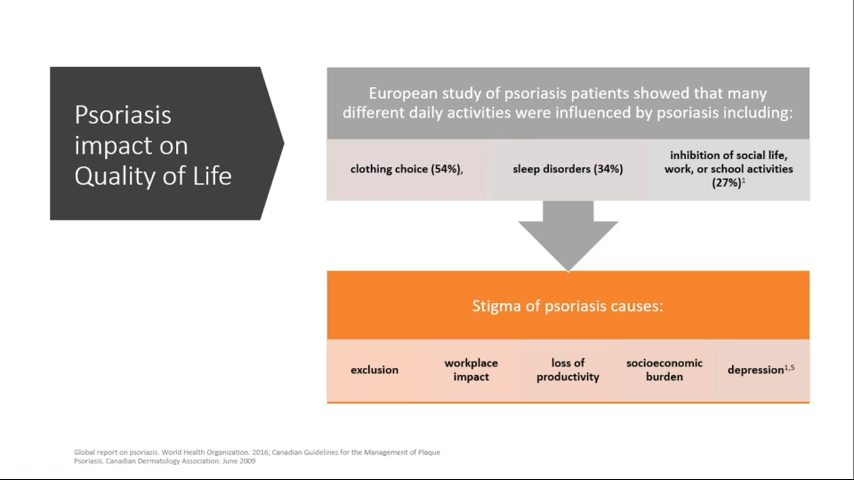 Psoriasis
impact on
Quality of Life
European study of psoriasis patients showed that many
different daily activities were influenced by psoriasis including:
clothing choice (54%),
sleep disorders (34%)
inhibition of social life,
work, or school activities
(27%)¹
Stigma of psoriasis causes:
exclusion
workplace
impact
loss of
productivity
socioeconomic
burden
depression¹,⁵
Global report on psoriasis. World Health Organization. 2016; Canadian Guidelines for the Management of Plaque
Psoriasis. Canadian Dermatology Association. June 2009